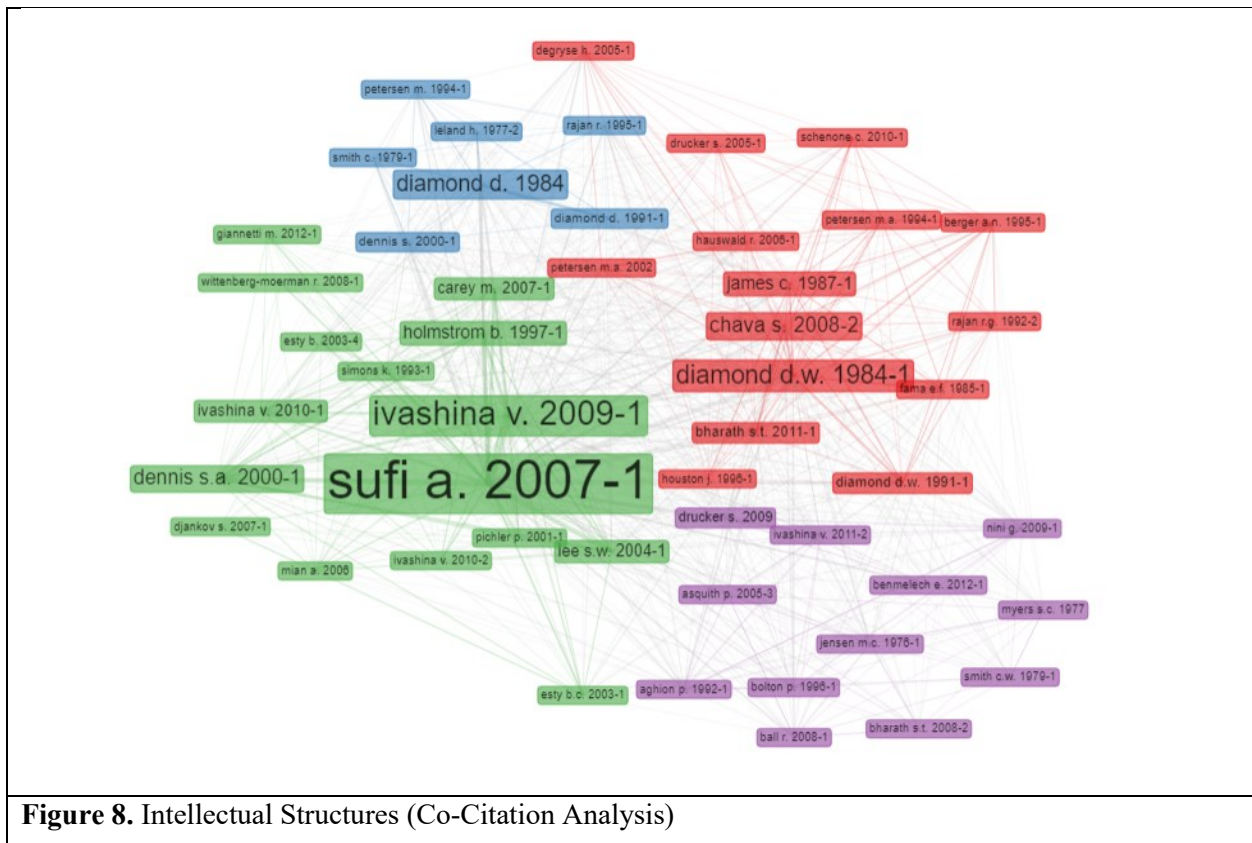 degryse h. 2005-1
petersen m. 1994-1
leland h. 1977-2
rajan r. 1995-1
drucker s. 2005-1
schenone c. 2010-1
smith c. 1979-1
diamond d. 1984
diamond d. 1991-1
petersen m.a. 1994-1
berger a.n. 1995-1
giannetti m. 2012-1
dennis s. 2000-1
hauswald r. 2006-1
wittenberg-moerman r. 2008-1
carey m. 2007-1
petersen m.a. 2002
james c. 1987-1
esty b. 2003-4
holmstrom b. 1997-1
chava s. 2008-2
rajan r.g. 1992-2
simons k. 1993-1
diamond d.w. 1984-1
fama e.f. 1985-1
ivashina v. 2010-1
ivashina v. 2009-1
bharath s.t. 2011-1
dennis s.a. 2000-1
sufi a. 2007-1
houston j. 1996-1
diamond d.w. 1991-1
djankov s. 2007-1
pichler p. 2001-1
drucker s. 2009
ivashina v. 2011-2
nini g. 2009-1
mian a. 2006
ivashina v. 2010-2
lee s.w. 2004-1
asquith p. 2005-3
benmelech e. 2012-1
myers s.c. 1977
jensen m.c. 1976-1
esty b.c. 2003-1
aghion p. 1992-1
bolton p. 1996-1
smith c.w. 1979-1
ball r. 2008-1
bharath s.t. 2008-2
Figure 8. Intellectual Structures (Co-Citation Analysis)